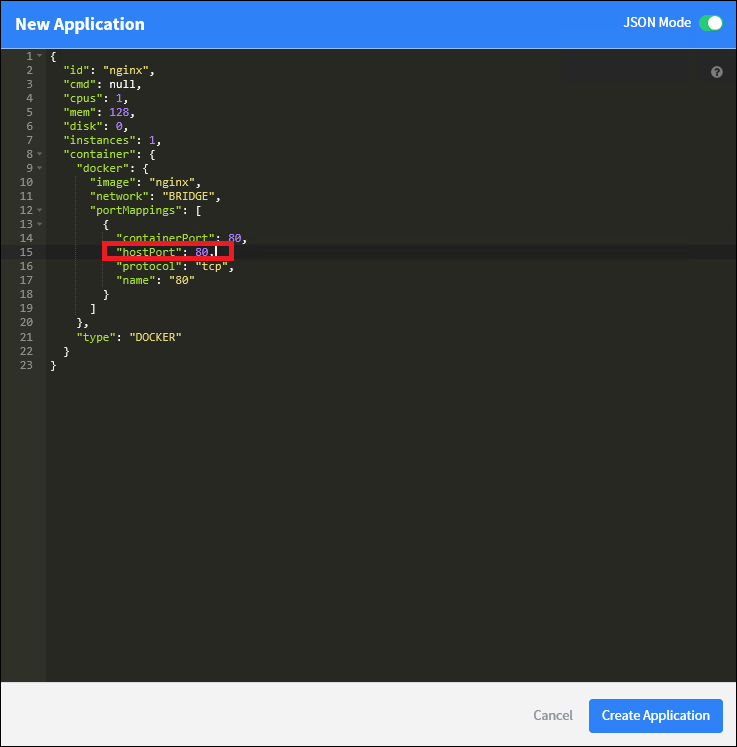 New Application
JSON Mode
?
1 {
2 "id": "nginx",
3 "cmd": null,
4 "cpus": 1,
5 "mem": 128,
6 "disk": 0,
7 "instances": 1,
8 "container": {
9 "docker": {
10 "image": "nginx",
11 "network": "BRIDGE",
12 "portMappings": [
13 {
14 "containerPort": 80,
15 "hostPort": 80,
16 "protocol": "tcp",
17 "name": "80"
18 }
19 ]
20 },
21 "type": "DOCKER"
22 }
23 }
Cancel
Create Application